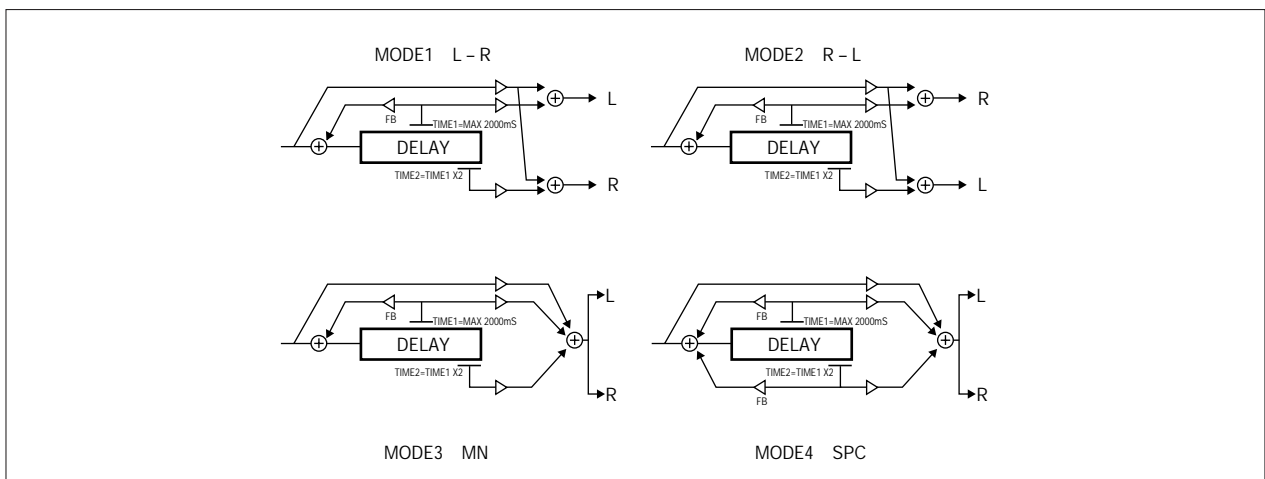 MODE1 L – R
MODE2 R – L
L
FB
TIME1=MAX 2000mS
DELAY
TIME2=TIME1 X2
R
R
FB
TIME1=MAX 2000mS
DELAY
TIME2=TIME1 X2
L
L
FB
TIME1=MAX 2000mS
DELAY
TIME2=TIME1 X2
R
L
FB
TIME1=MAX 2000mS
DELAY
TIME2=TIME1 X2
FB
R
MODE3 MN
MODE4 SPC